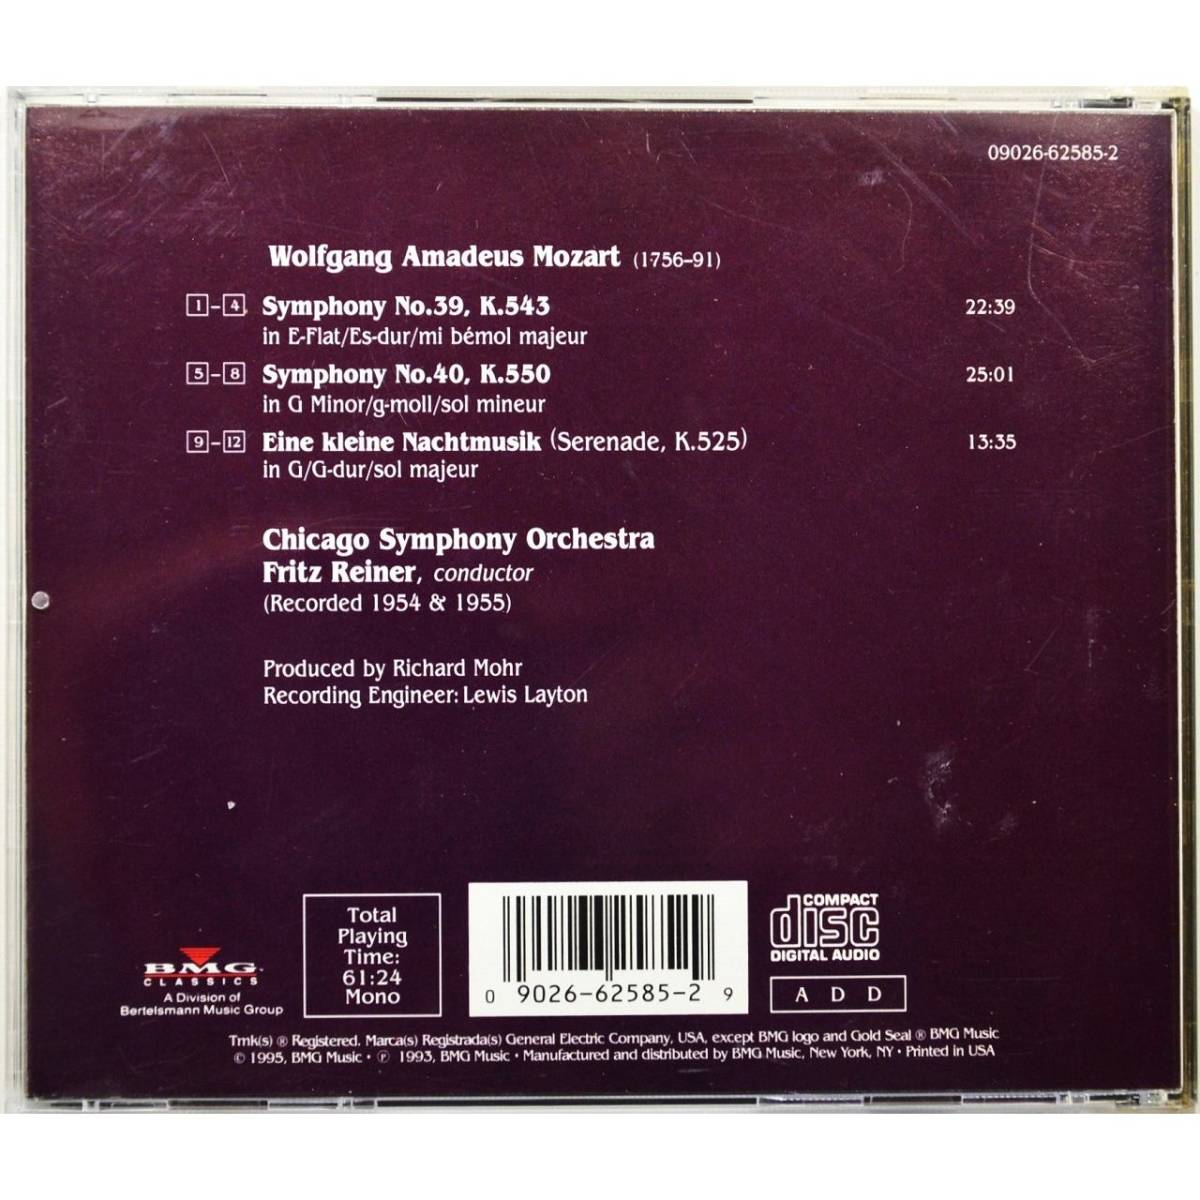 09026-62585-2
Wolfgang Amadeus Mozart (1756-91)
1-4 Symphony No.39, K.543 22:39
in E-Flat/Es-dur/mi bémol majeur
5-8 Symphony No.40, K.550 25:01
in G Minor/g-moll/sol mineur
9-12 Eine kleine Nachtmusik (Serenade, K.525) 13:35
in G/G-dur/sol majeur
Chicago Symphony Orchestra
Fritz Reiner, conductor
(Recorded 1954 & 1955)
Produced by Richard Mohr
Recording Engineer: Lewis Layton
BMG
CLASSICS
A Division of
Bertelsmann Music Group
Total
Playing
Time:
61:24
Mono
0 9026-62585-2 9
COMPACT
disc
DIGITAL AUDIO
A D D
Tmk(s) ® Registered. Marca(s) Registrada(s) General Electric Company, USA, except BMG logo and Gold Seal ® BMG Music
© 1995, BMG Music • ℗ 1993, BMG Music • Manufactured and distributed by BMG Music, New York, NY • Printed in USA